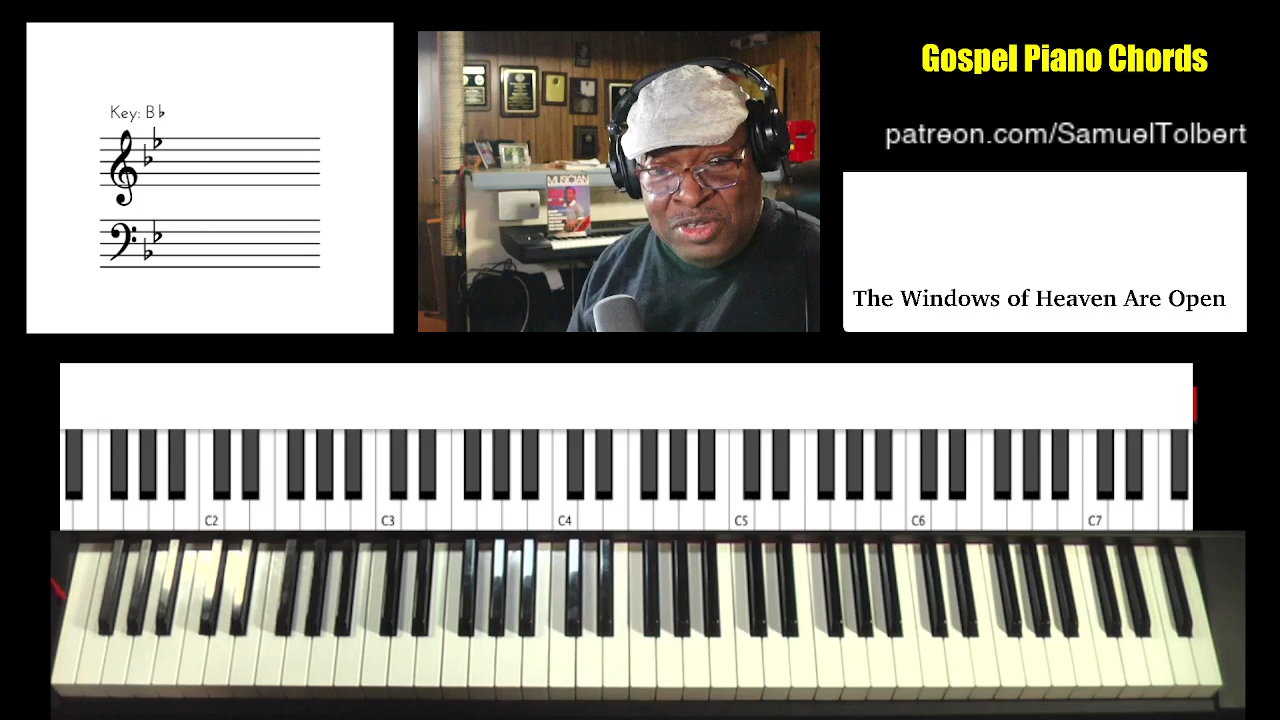 Key: B♭
MUSICIAN
Gospel Piano Chords
patreon.com/SamuelTolbert
The Windows of Heaven Are Open
C2 C3 C4 C5 C6 C7